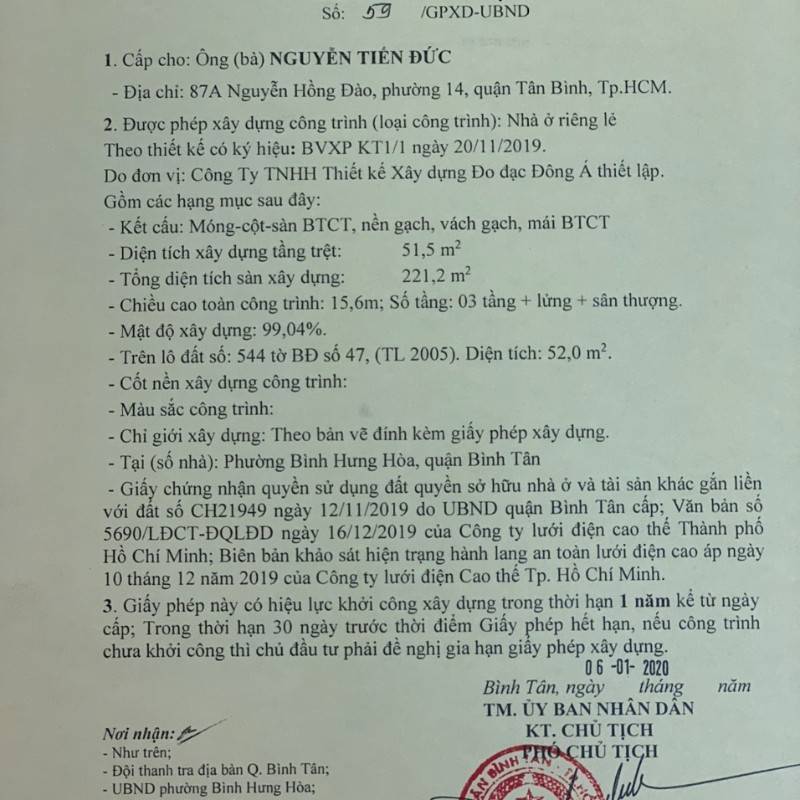 Số: 59 /GPXD-UBND
1. Cấp cho: Ông (bà) NGUYỄN TIẾN ĐỨC
- Địa chỉ: 87A Nguyễn Hồng Đào, phường 14, quận Tân Bình, Tp.HCM.
2. Được phép xây dựng công trình (loại công trình): Nhà ở riêng lẻ
Theo thiết kế có ký hiệu: BVXP KT1/1 ngày 20/11/2019.
Do đơn vị: Công Ty TNHH Thiết kế Xây dựng Đo đạc Đông Á thiết lập.
Gồm các hạng mục sau đây:
- Kết cấu: Móng-cột-sàn BTCT, nền gạch, vách gạch, mái BTCT
- Diện tích xây dựng tầng trệt: 51,5 m²
- Tổng diện tích sàn xây dựng: 221,2 m²
- Chiều cao toàn công trình: 15,6m; Số tầng: 03 tầng + lửng + sân thượng.
- Mật độ xây dựng: 99,04%.
- Trên lô đất số: 544 tờ BĐ số 47, (TL 2005). Diện tích: 52,0 m².
- Cốt nền xây dựng công trình:
- Màu sắc công trình:
- Chỉ giới xây dựng: Theo bản vẽ đính kèm giấy phép xây dựng.
- Tại (số nhà): Phường Bình Hưng Hòa, quận Bình Tân
- Giấy chứng nhận quyền sử dụng đất quyền sở hữu nhà ở và tài sản khác gắn liền
với đất số CH21949 ngày 12/11/2019 do UBND quận Bình Tân cấp; Văn bản số
5690/LĐCT-ĐQLĐD ngày 16/12/2019 của Công ty lưới điện cao thế Thành phố
Hồ Chí Minh; Biên bản khảo sát hiện trạng hành lang an toàn lưới điện cao áp ngày
10 tháng 12 năm 2019 của Công ty lưới điện Cao thế Tp. Hồ Chí Minh.
3. Giấy phép này có hiệu lực khởi công xây dựng trong thời hạn 1 năm kể từ ngày
cấp; Trong thời hạn 30 ngày trước thời điểm Giấy phép hết hạn, nếu công trình
chưa khởi công thì chủ đầu tư phải đề nghị gia hạn giấy phép xây dựng.
06-01-2020
Bình Tân, ngày tháng năm
TM. ỦY BAN NHÂN DÂN
KT. CHỦ TỊCH
PHÓ CHỦ TỊCH
Nơi nhận:
- Như trên;
- Đội thanh tra địa bàn Q. Bình Tân;
- UBND phường Bình Hưng Hòa;